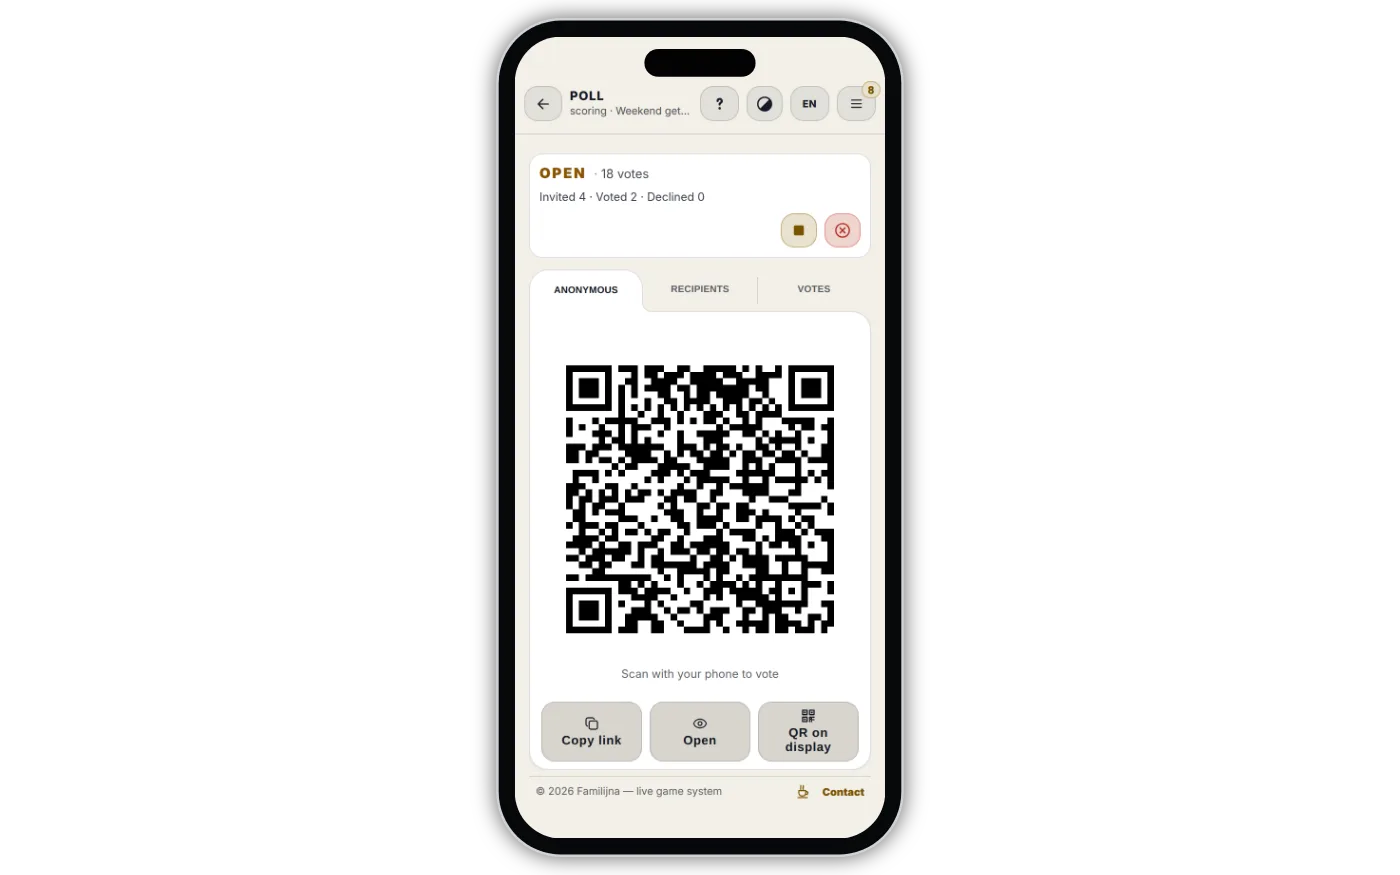 POLL
scoring · Weekend get...
?
EN
8
OPEN · 18 votes
Invited 4 · Voted 2 · Declined 0
ANONYMOUS
RECIPIENTS
VOTES
Scan with your phone to vote
Copy link
Open
QR on
display
© 2026 Familijna — live game system
Contact